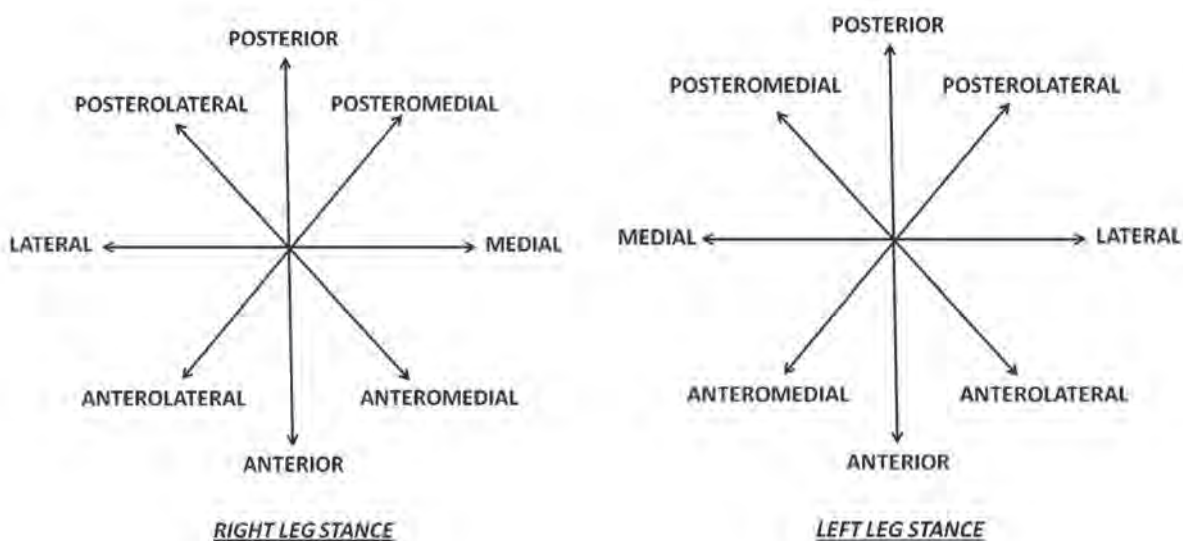 POSTERIOR
POSTEROLATERAL
POSTEROMEDIAL
LATERAL
MEDIAL
ANTEROLATERAL
ANTEROMEDIAL
ANTERIOR
RIGHT LEG STANCE
POSTERIOR
POSTEROMEDIAL
POSTEROLATERAL
MEDIAL
LATERAL
ANTEROMEDIAL
ANTEROLATERAL
ANTERIOR
LEFT LEG STANCE